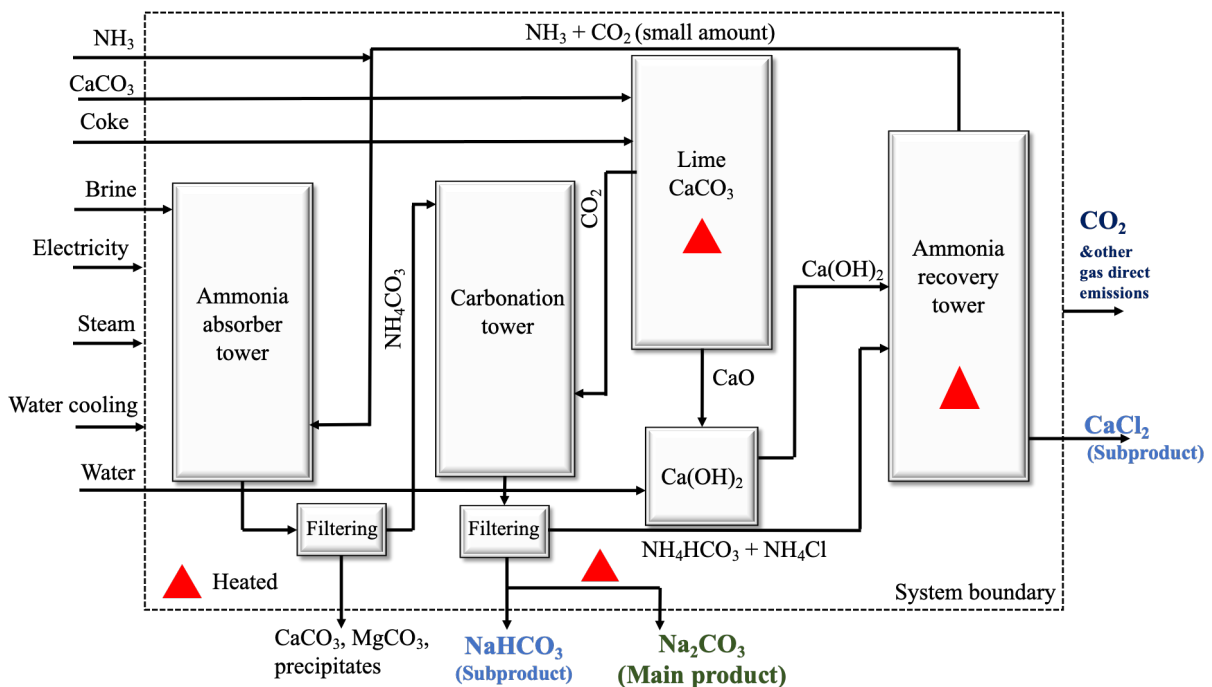 NH₃ + CO₂ (small amount)
NH₃
CaCO₃
Coke
Brine
Electricity
Steam
Water cooling
Water
Ammonia
absorber
tower
NH₄CO₃
Carbonation
tower
CO₂
Lime
CaCO₃
CaO
Ca(OH)₂
Ca(OH)₂
Ammonia
recovery
tower
CO₂
&other
gas direct
emissions
CaCl₂
(Subproduct)
Filtering
Filtering
NH₄HCO₃ + NH₄Cl
Heated
System boundary
CaCO₃, MgCO₃,
precipitates
NaHCO₃
(Subproduct)
Na₂CO₃
(Main product)